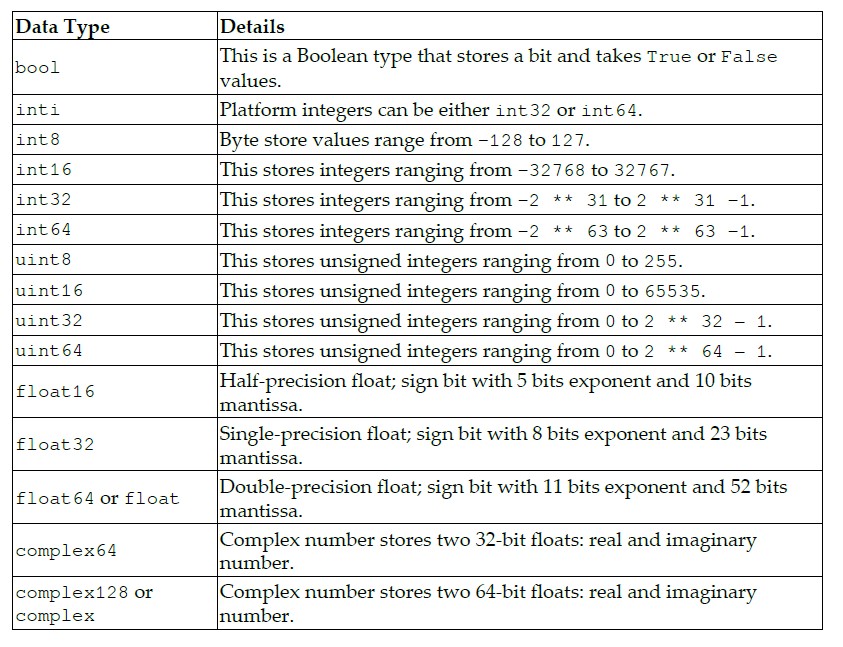 Data Type Details
bool This is a Boolean type that stores a bit and takes True or False
values.
inti Platform integers can be either int32 or int64.
int8 Byte store values range from -128 to 127.
int16 This stores integers ranging from -32768 to 32767.
int32 This stores integers ranging from -2 ** 31 to 2 ** 31 -1.
int64 This stores integers ranging from -2 ** 63 to 2 ** 63 -1.
uint8 This stores unsigned integers ranging from 0 to 255.
uint16 This stores unsigned integers ranging from 0 to 65535.
uint32 This stores unsigned integers ranging from 0 to 2 ** 32 – 1.
uint64 This stores unsigned integers ranging from 0 to 2 ** 64 – 1.
float16 Half-precision float; sign bit with 5 bits exponent and 10 bits
mantissa.
float32 Single-precision float; sign bit with 8 bits exponent and 23 bits
mantissa.
float64 or float Double-precision float; sign bit with 11 bits exponent and 52 bits
mantissa.
complex64 Complex number stores two 32-bit floats: real and imaginary
number.
complex128 or Complex number stores two 64-bit floats: real and imaginary
complex number.